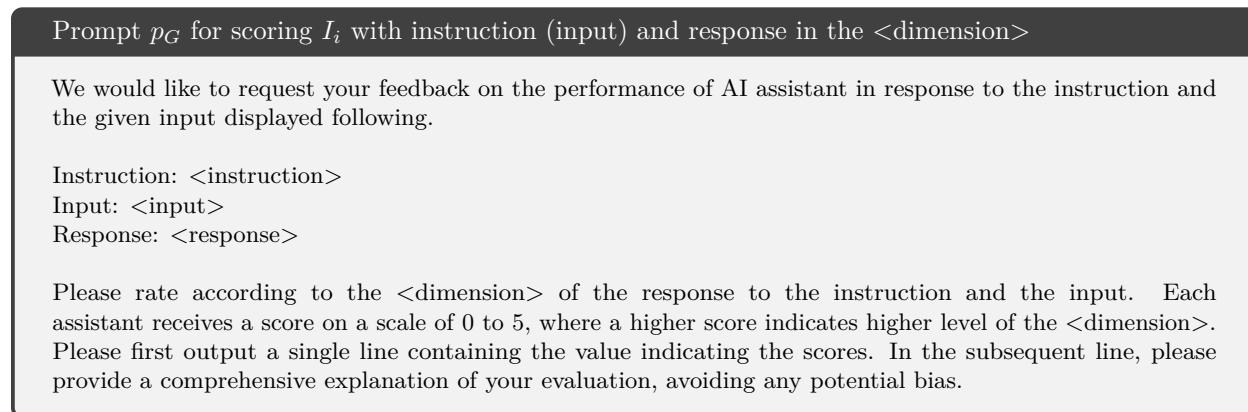 Prompt p_G for scoring I_i with instruction (input) and response in the <dimension>
We would like to request your feedback on the performance of AI assistant in response to the instruction and
the given input displayed following.
Instruction: <instruction>
Input: <input>
Response: <response>
Please rate according to the <dimension> of the response to the instruction and the input. Each
assistant receives a score on a scale of 0 to 5, where a higher score indicates higher level of the <dimension>.
Please first output a single line containing the value indicating the scores. In the subsequent line, please
provide a comprehensive explanation of your evaluation, avoiding any potential bias.